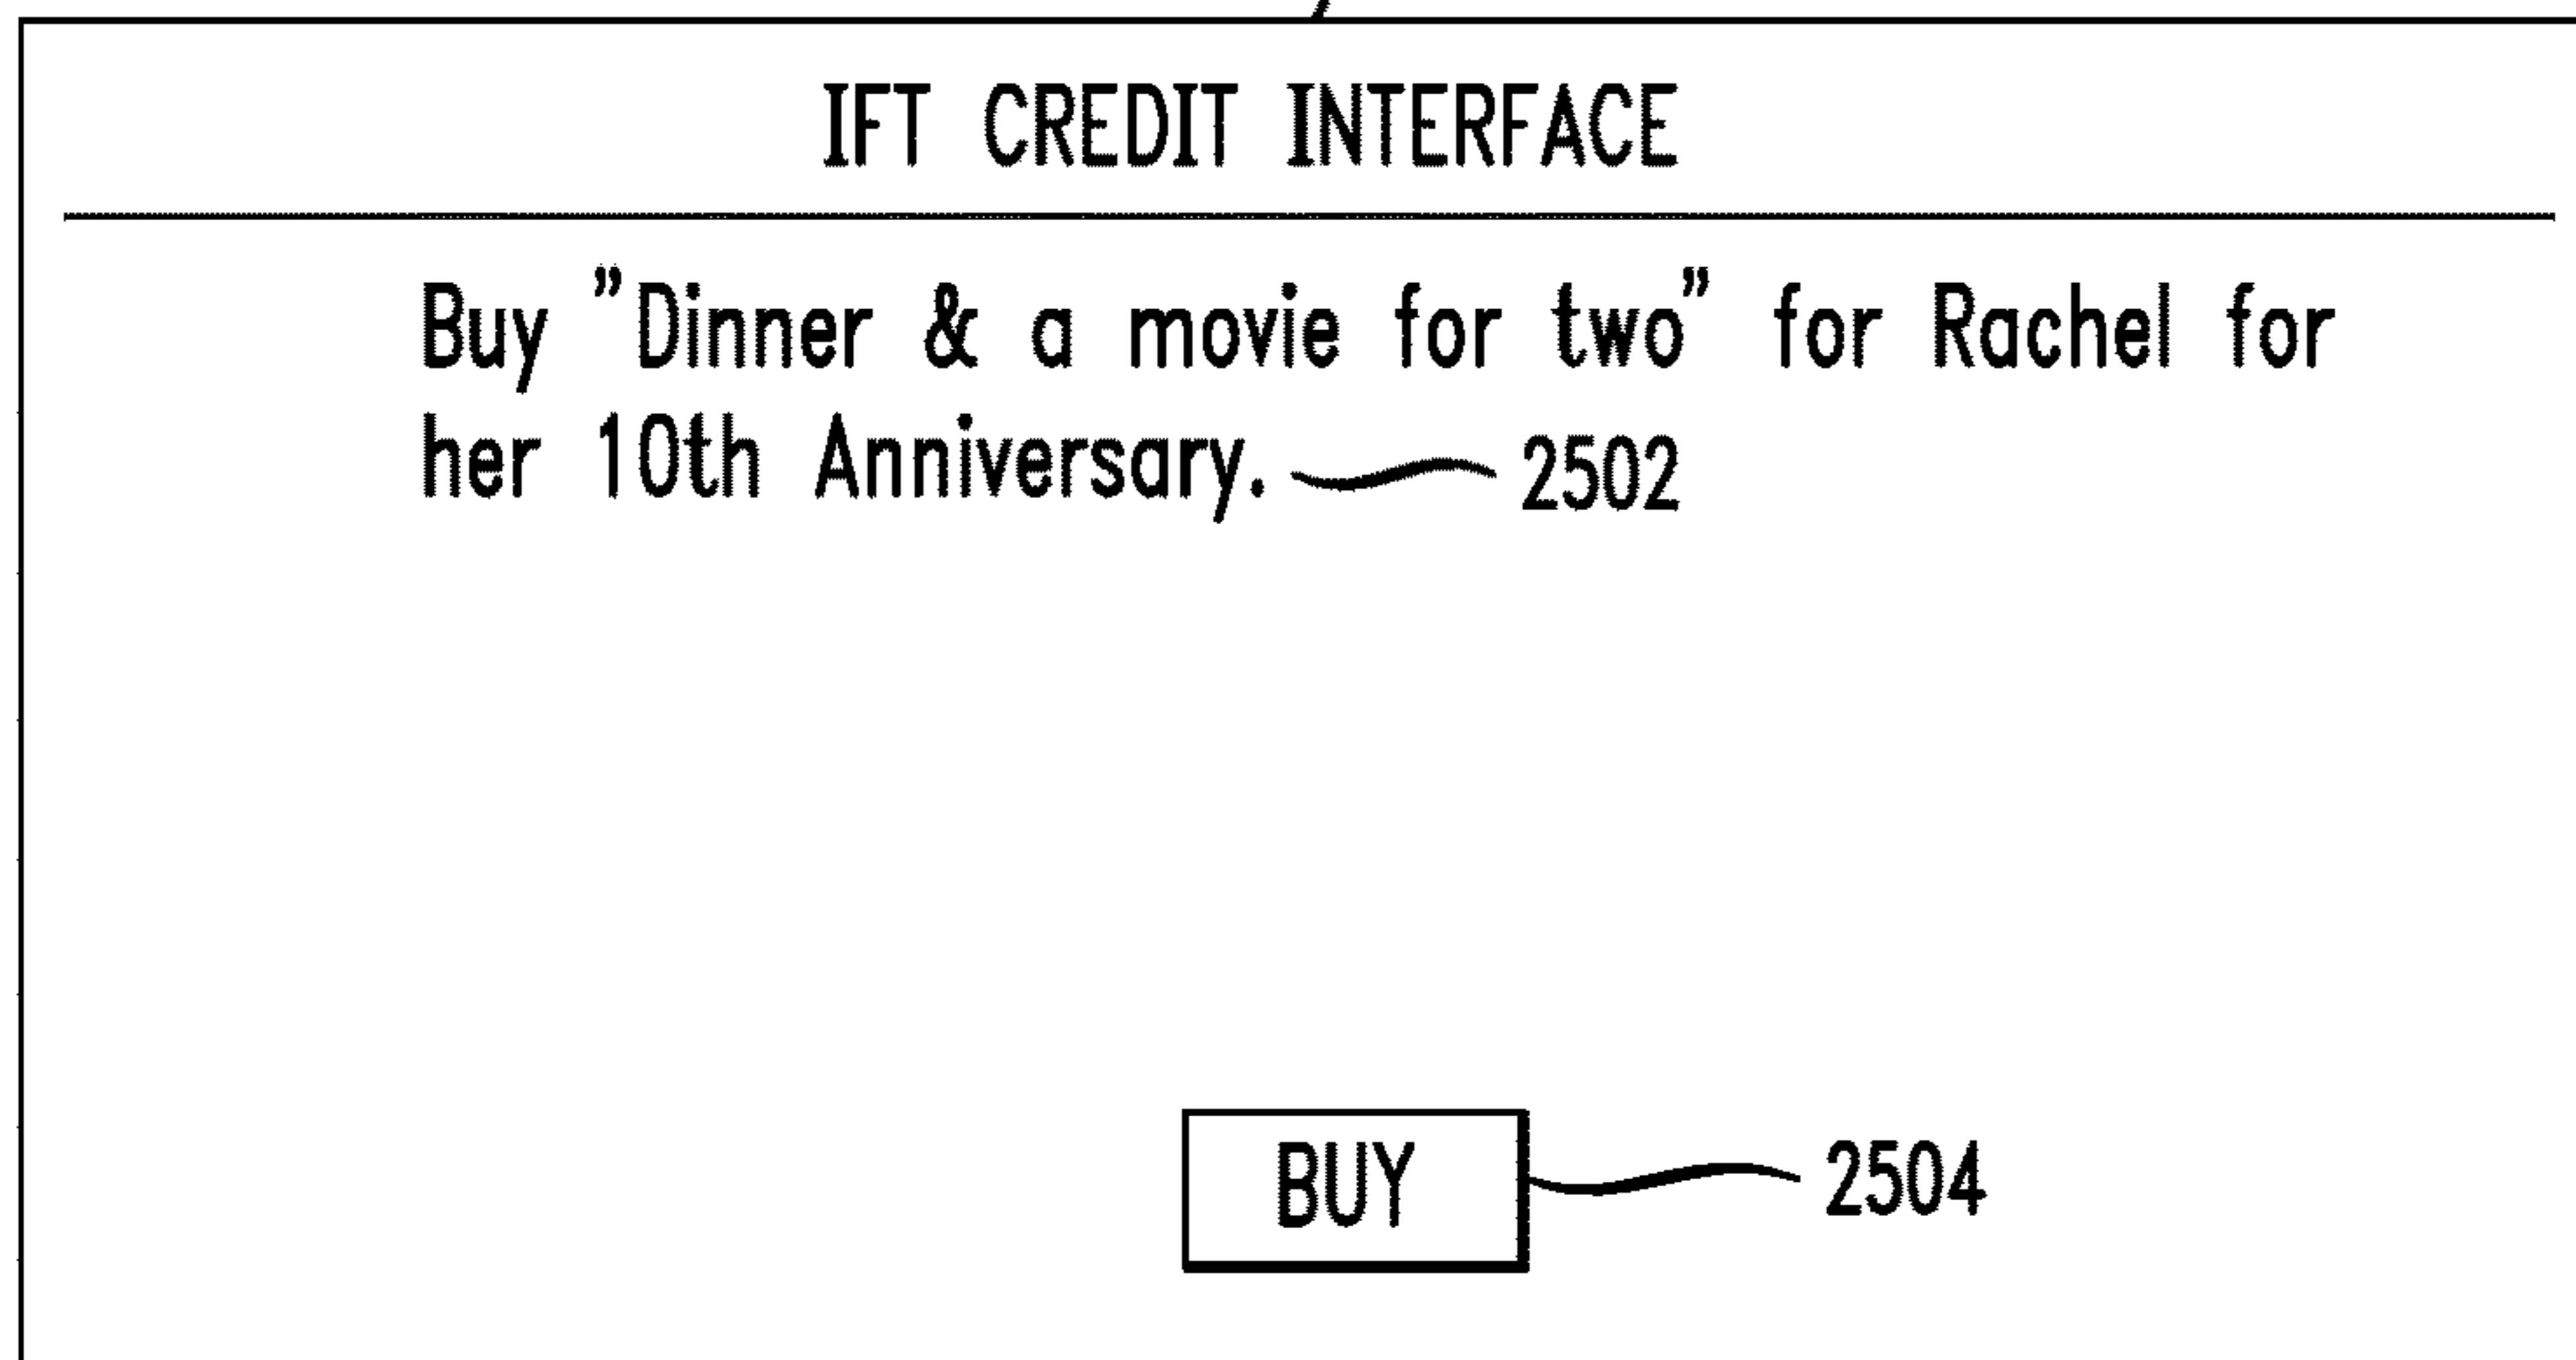 IFT CREDIT INTERFACE
Buy ”Dinner & a movie for two” for Rachel for
her 10th Anniversary. 2502
BUY 2504